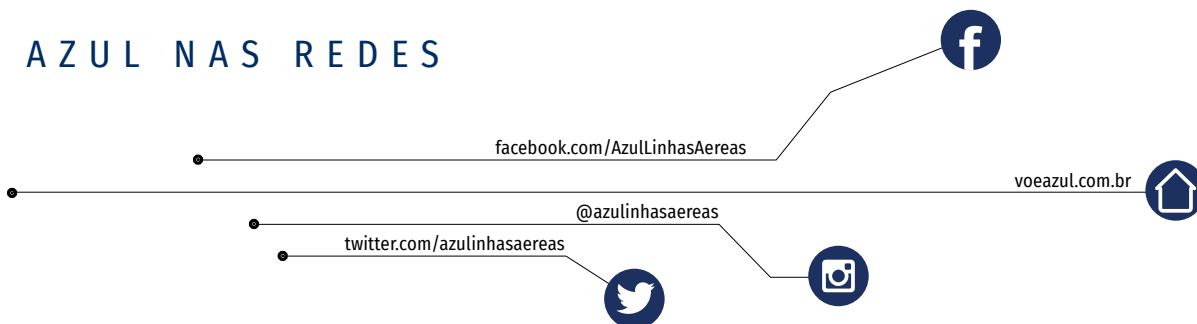 AZUL NAS REDES
facebook.com/AzulLinhasAereas
voeazul.com.br
@azulinhasaereas
twitter.com/azulinhasaereas